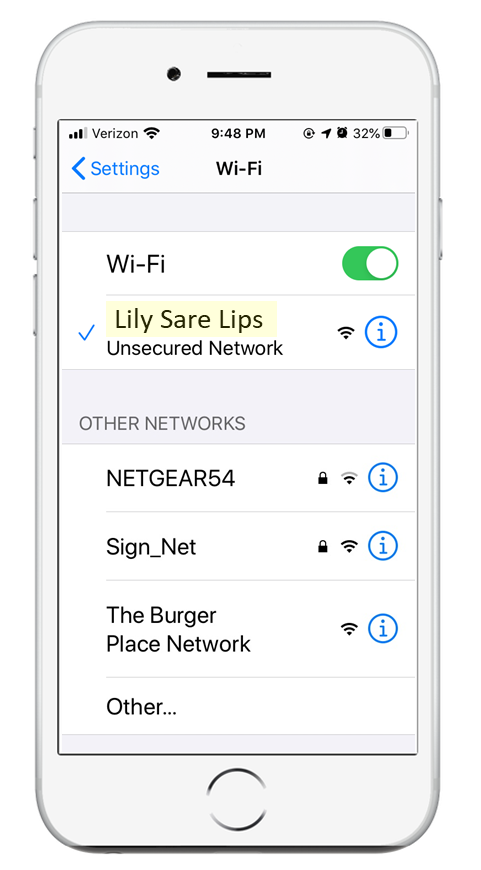 Verizon 9:48 PM 32%
Settings Wi-Fi
Wi-Fi
Lily Sare Lips
Unsecured Network
OTHER NETWORKS
NETGEAR54
Sign_Net
The Burger
Place Network
Other...